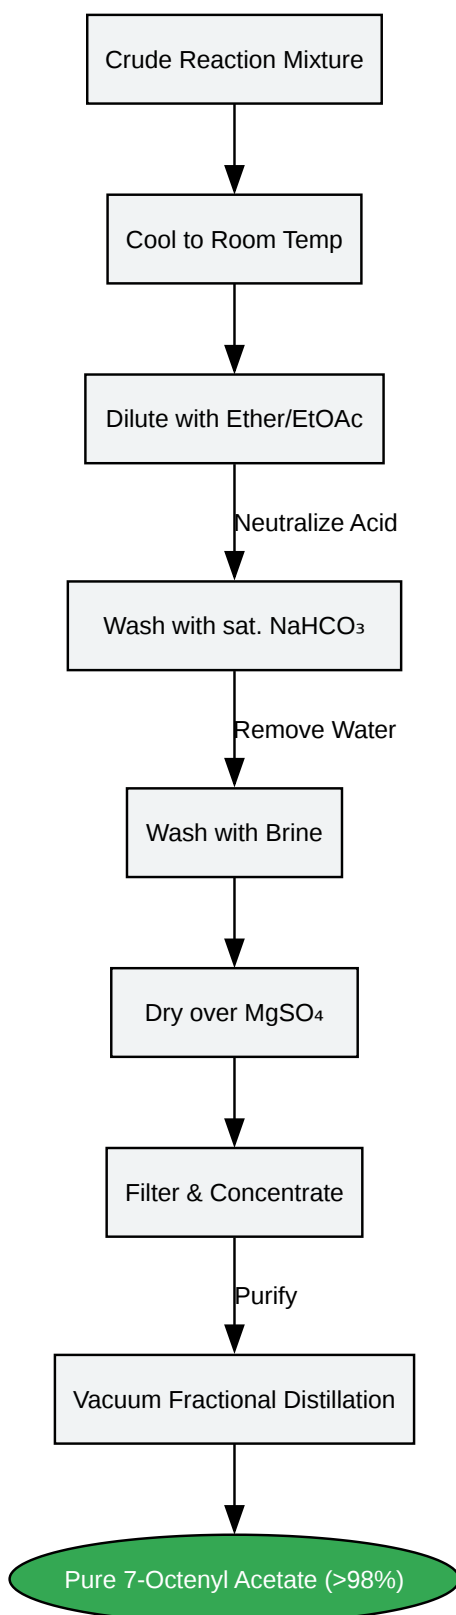 Crude Reaction Mixture
Cool to Room Temp
Dilute with Ether/EtOAc
Neutralize Acid
Wash with sat. NaHCO₃
Remove Water
Wash with Brine
Dry over MgSO₄
Filter & Concentrate
Purify
Vacuum Fractional Distillation
Pure 7-Octenyl Acetate (>98%)